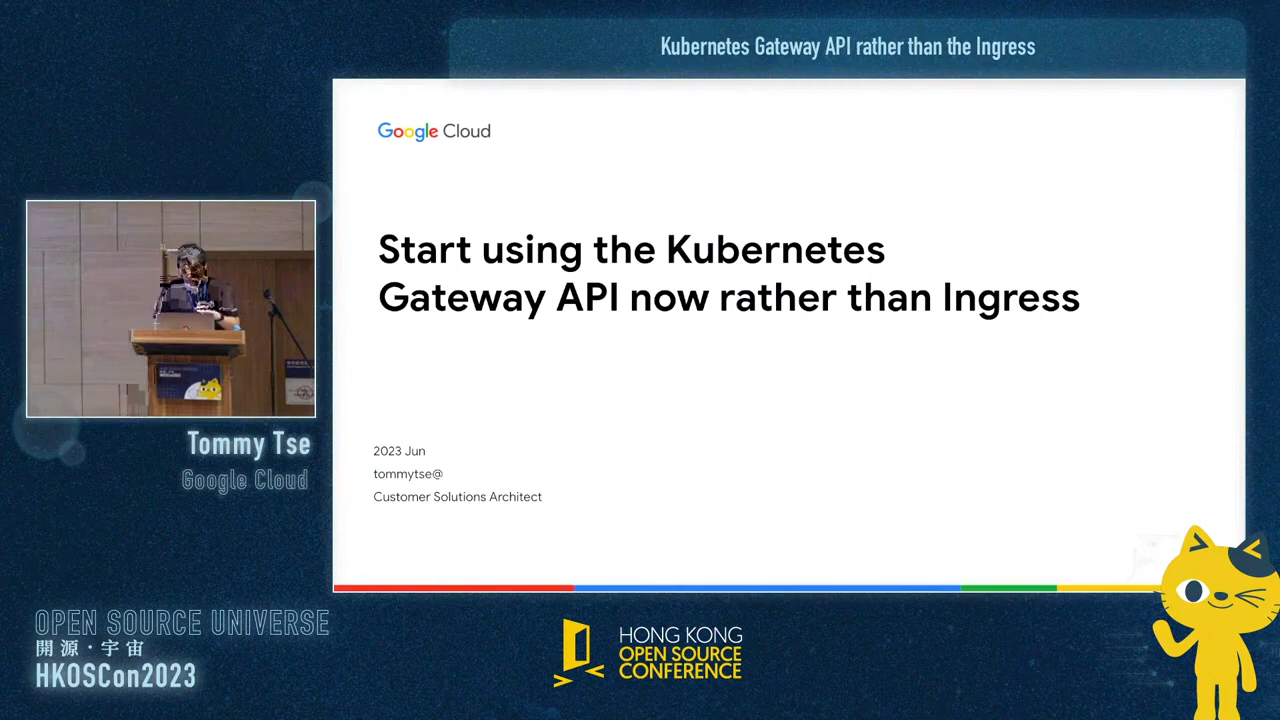 Kubernetes Gateway API rather than the Ingress
Google Cloud
Start using the Kubernetes
Gateway API now rather than Ingress
2023 Jun
tommytse@
Customer Solutions Architect
Tommy Tse
Google Cloud
OPEN SOURCE UNIVERSE
開源·宇宙
HKOSCon2023
HONG KONG
OPEN SOURCE
CONFERENCE